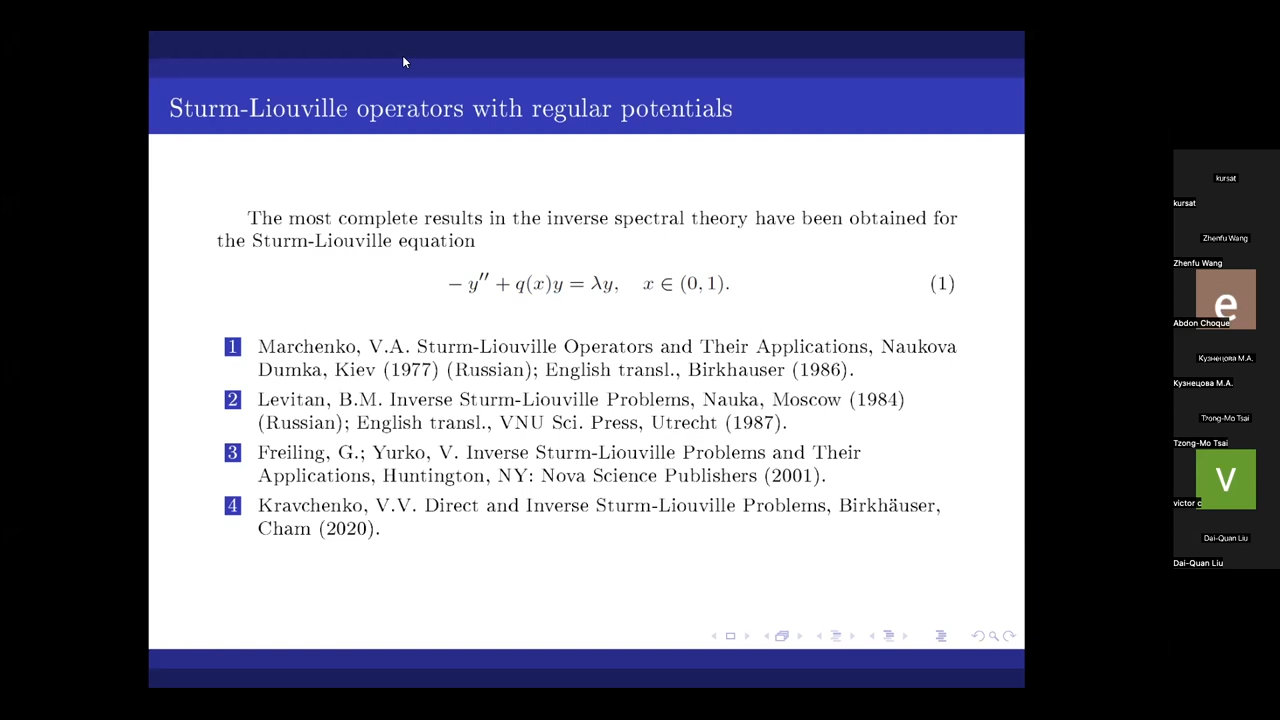 Sturm-Liouville operators with regular potentials
The most complete results in the inverse spectral theory have been obtained for
the Sturm-Liouville equation
− y′′ + q(x)y = λy, x ∈ (0, 1). (1)
1 Marchenko, V.A. Sturm-Liouville Operators and Their Applications, Naukova
Dumka, Kiev (1977) (Russian); English transl., Birkhauser (1986).
2 Levitan, B.M. Inverse Sturm-Liouville Problems, Nauka, Moscow (1984)
(Russian); English transl., VNU Sci. Press, Utrecht (1987).
3 Freiling, G.; Yurko, V. Inverse Sturm-Liouville Problems and Their
Applications, Huntington, NY: Nova Science Publishers (2001).
4 Kravchenko, V.V. Direct and Inverse Sturm-Liouville Problems, Birkhäuser,
Cham (2020).
kursat
kursat
Zhenfu Wang
Zhenfu Wang
e
Abdon Choque
Кузнецова М.А.
Кузнецова М.А.
Tzong-Mo Tsai
Tzong-Mo Tsai
V
victor c
Dai-Quan Liu
Dai-Quan Liu